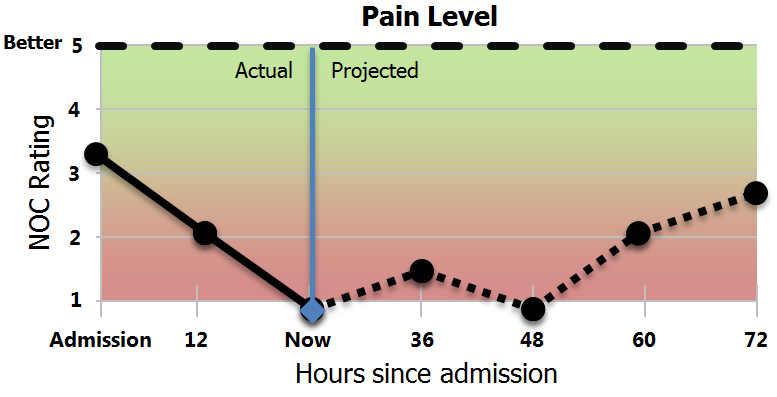 Pain Level
Better 5
Actual Projected
4
3
2
1
NOC Rating
Admission 12 Now 36 48 60 72
Hours since admission